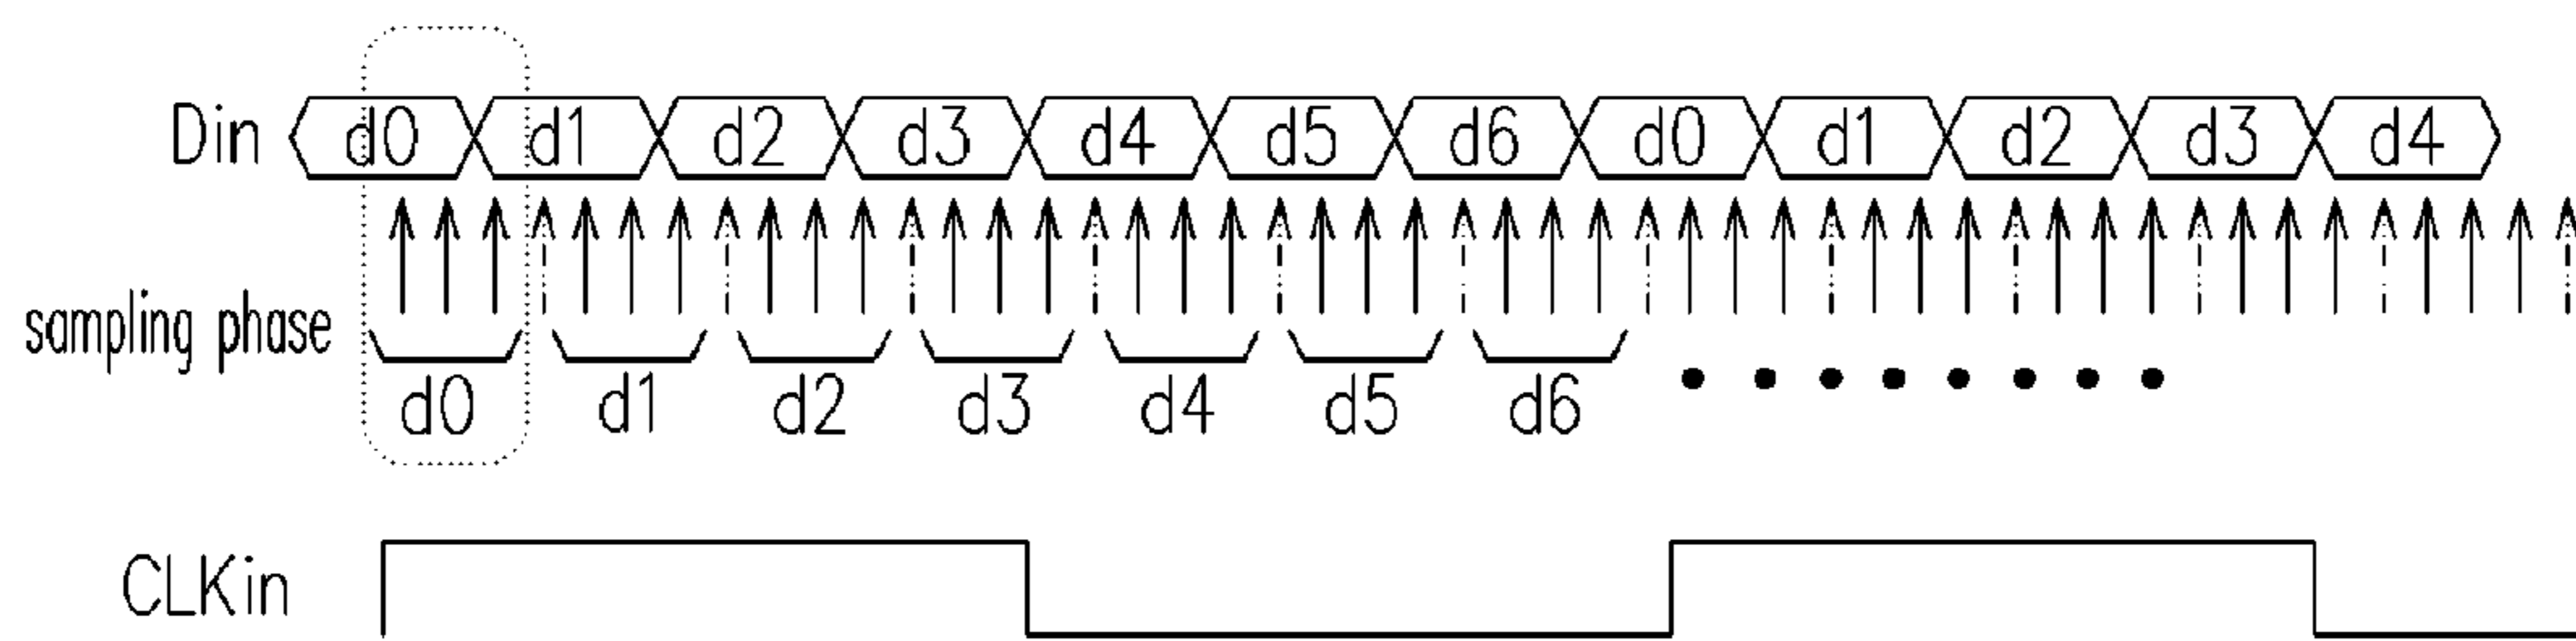 Din d0 d1 d2 d3 d4 d5 d6 d0 d1 d2 d3 d4
sampling phase
d0 d1 d2 d3 d4 d5 d6
CLKin